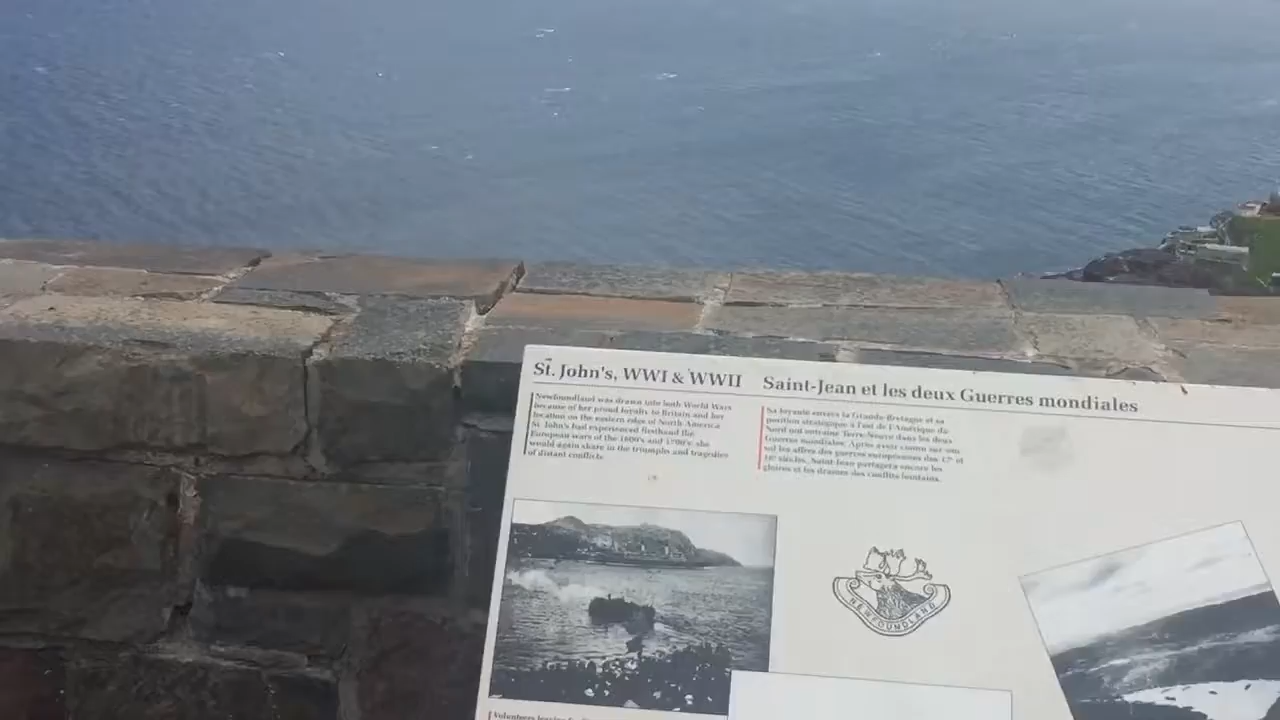 St. John's, WWI & WWII
Newfoundland was drawn into both World Wars
because of her proud loyalty to Britain and her
location on the eastern edges of North America.
St. John's had experienced firsthand the
European wars of the 1600's and 1700's; she
would again share in the triumphs and tragedies
of distant conflicts.
Saint-Jean et les deux Guerres mondiales
Sa loyauté envers la Grande-Bretagne et sa
position stratégique à l'est de l'Amérique du
Nord ont entraîné Terre-Neuve dans les deux
Guerres mondiales. Après avoir connu sur son
sol les affres des guerres européennes des 17e et
18e siècles, Saint-Jean partagera encore les
gloires et les drames des conflits lointains.
NEWFOUNDLAND
Volunteers leaving